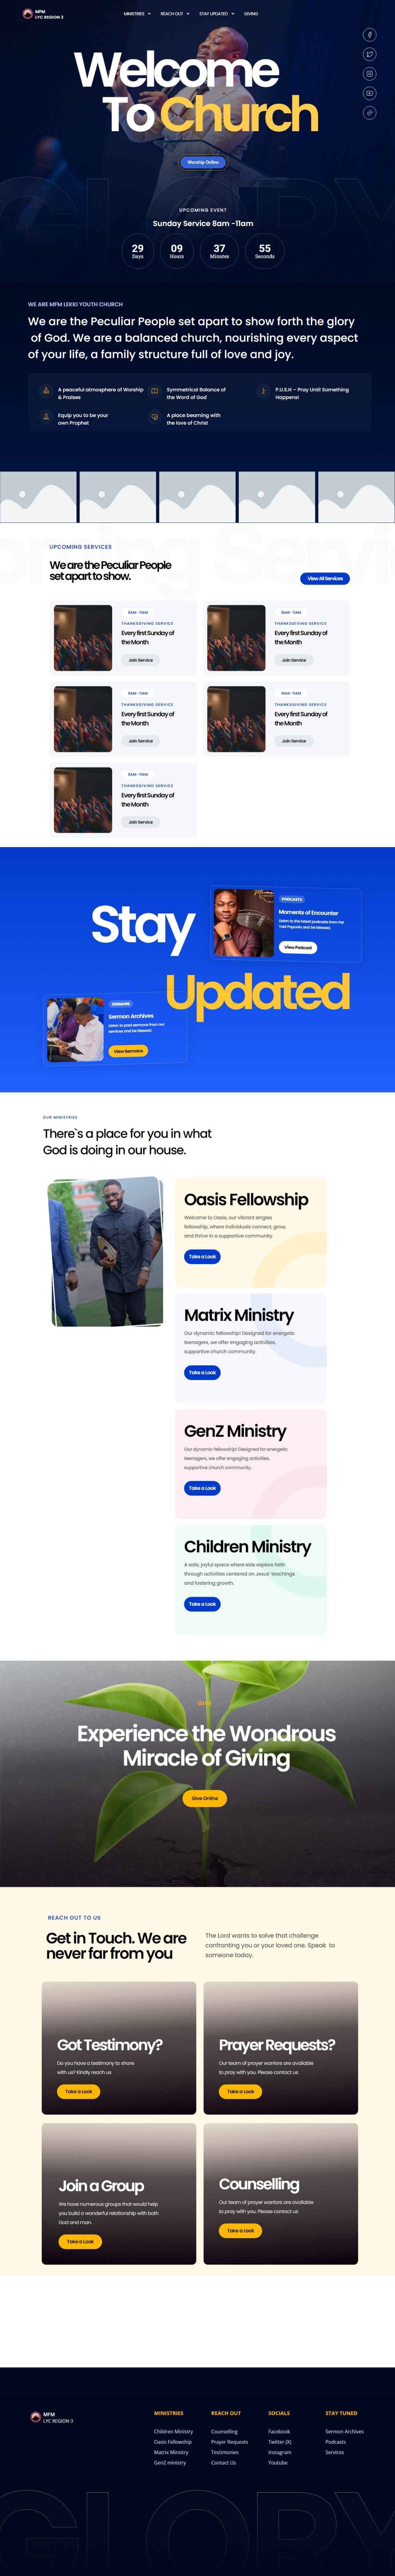 MFM
LYC REGION 3
MINISTRIES
REACH OUT
STAY UPDATED
GIVING
Welcome
To Church
Worship Online
GLORY
UPCOMING EVENT
Sunday Service 8am -11am
29
Days
09
Hours
37
Minutes
55
Seconds
WE ARE MFM LEKKI YOUTH CHURCH
We are the Peculiar People set apart to show forth the glory
of God. We are a balanced church, nourishing every aspect
of your life, a family structure full of love and joy.
A peaceful atmosphere of Worship
& Praises
Symmetrical Balance of
the Word of God
P.U.S.H – Pray Until Something
Happens!
Equip you to be your
own Prophet
A place beaming with
the love of Christ
UPCOMING SERVICES
We are the Peculiar People
set apart to show.
View All Services
8AM- 11AM
THANKSGIVING SERVICE
Every first Sunday of
the Month
Join Service
8AM- 11AM
THANKSGIVING SERVICE
Every first Sunday of
the Month
Join Service
8AM- 11AM
THANKSGIVING SERVICE
Every first Sunday of
the Month
Join Service
8AM- 11AM
THANKSGIVING SERVICE
Every first Sunday of
the Month
Join Service
8AM- 11AM
THANKSGIVING SERVICE
Every first Sunday of
the Month
Join Service
Stay
PODCASTS
Moments of Encounter
Listen to the latest podcasts from Pst
Tobi Popoolo and be blessed.
View Podcast
Updated
SERMONS
Sermon Archives
Listen to past sermons from our
services and be blessed.
View Sermons
OUR MINISTRIES
There`s a place for you in what
God is doing in our house.
Oasis Fellowship
Welcome to Oasis, our vibrant singles
fellowship, where individuals connect, grow,
and thrive in a supportive community.
Take a Look
Matrix Ministry
Our dynamic fellowship! Designed for energetic
teenagers, we offer engaging activities,
supportive church community.
Take a Look
GenZ Ministry
Our dynamic fellowship! Designed for energetic
teenagers, we offer engaging activities,
supportive church community.
Take a Look
Children Ministry
A safe, joyful space where kids explore faith
through activities centered on Jesus' teachings
and fostering growth.
Take a Look
GIVE
Experience the Wondrous
Miracle of Giving
Give Online
REACH OUT TO US
Get in Touch. We are
never far from you
The Lord wants to solve that challenge
confronting you or your loved one. Speak to
someone today.
Got Testimony?
Do you have a testimony to share
with us? Kindly reach us
Take a Look
Prayer Requests?
Our team of prayer warriors are available
to pray with you. Please contact us
Take a Look
Join a Group
We have numerous groups that would help
you build a wonderful relationship with both
God and man.
Take a Look
Counselling
Our team of prayer warriors are available
to pray with you. Please contact us
Take a Look
MFM
LYC REGION 3
MINISTRIES
Children Ministry
Oasis Fellowship
Matrix Ministry
GenZ ministry
REACH OUT
Counselling
Prayer Requests
Testimonies
Contact Us
SOCIALS
Facebook
Twitter (X)
Instagram
Youtube
STAY TUNED
Sermon Archives
Podcasts
Services
GLORY